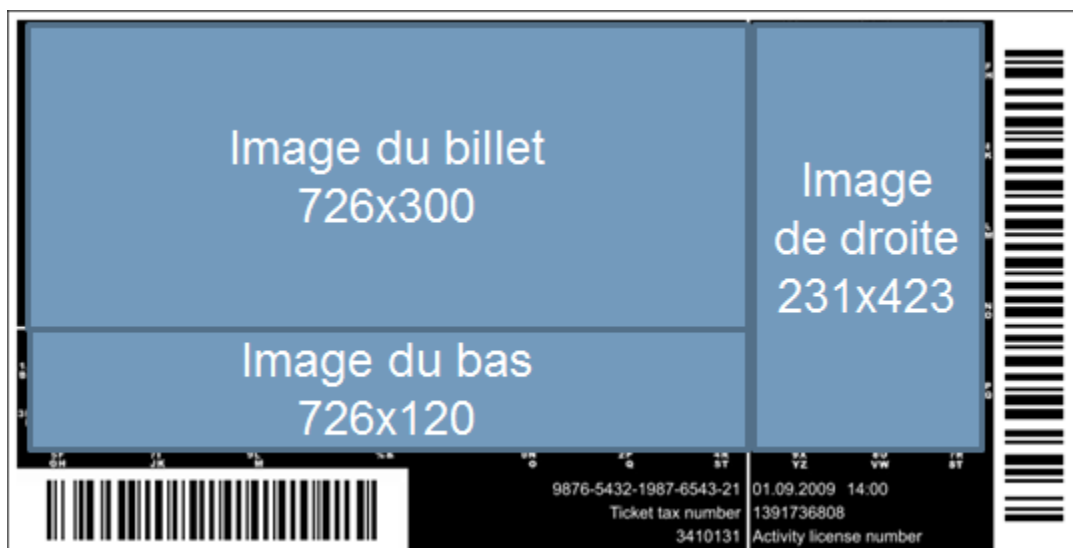 Image du billet
726x300
Image
de droite
231x423
Image du bas
726x120
9876-5432-1987-6543-21 01.09.2009 14:00
Ticket tax number 1391736808
3410131 Activity license number